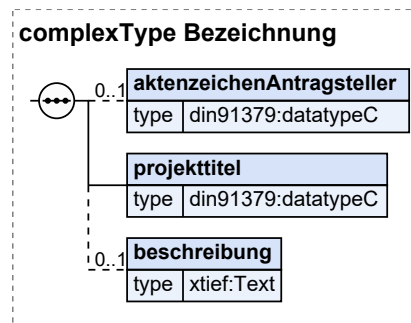 complexType Bezeichnung
0..1
aktenzeichenAntragsteller
type din91379:datatypeC
projekttitel
type din91379:datatypeC
0..1
beschreibung
type xtief:Text